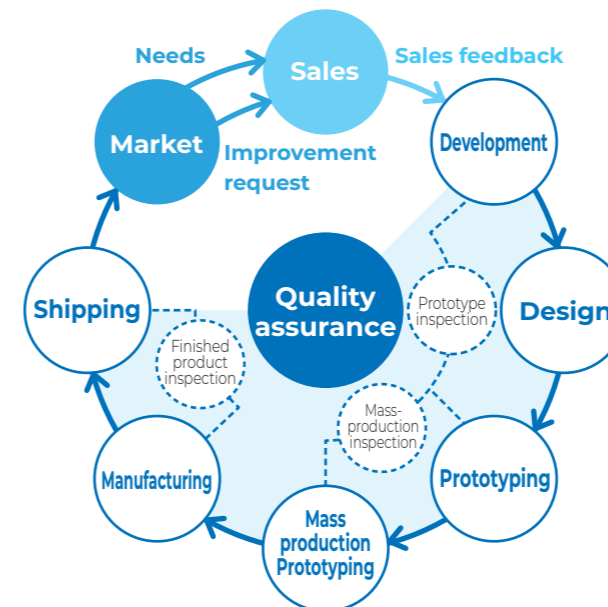 Needs
Sales
Sales feedback
Market
Improvement
request
Development
Shipping
Quality
assurance
Prototype
inspection
Design
Finished
product
inspection
Mass-
production
inspection
Manufacturing
Prototyping
Mass
production
Prototyping